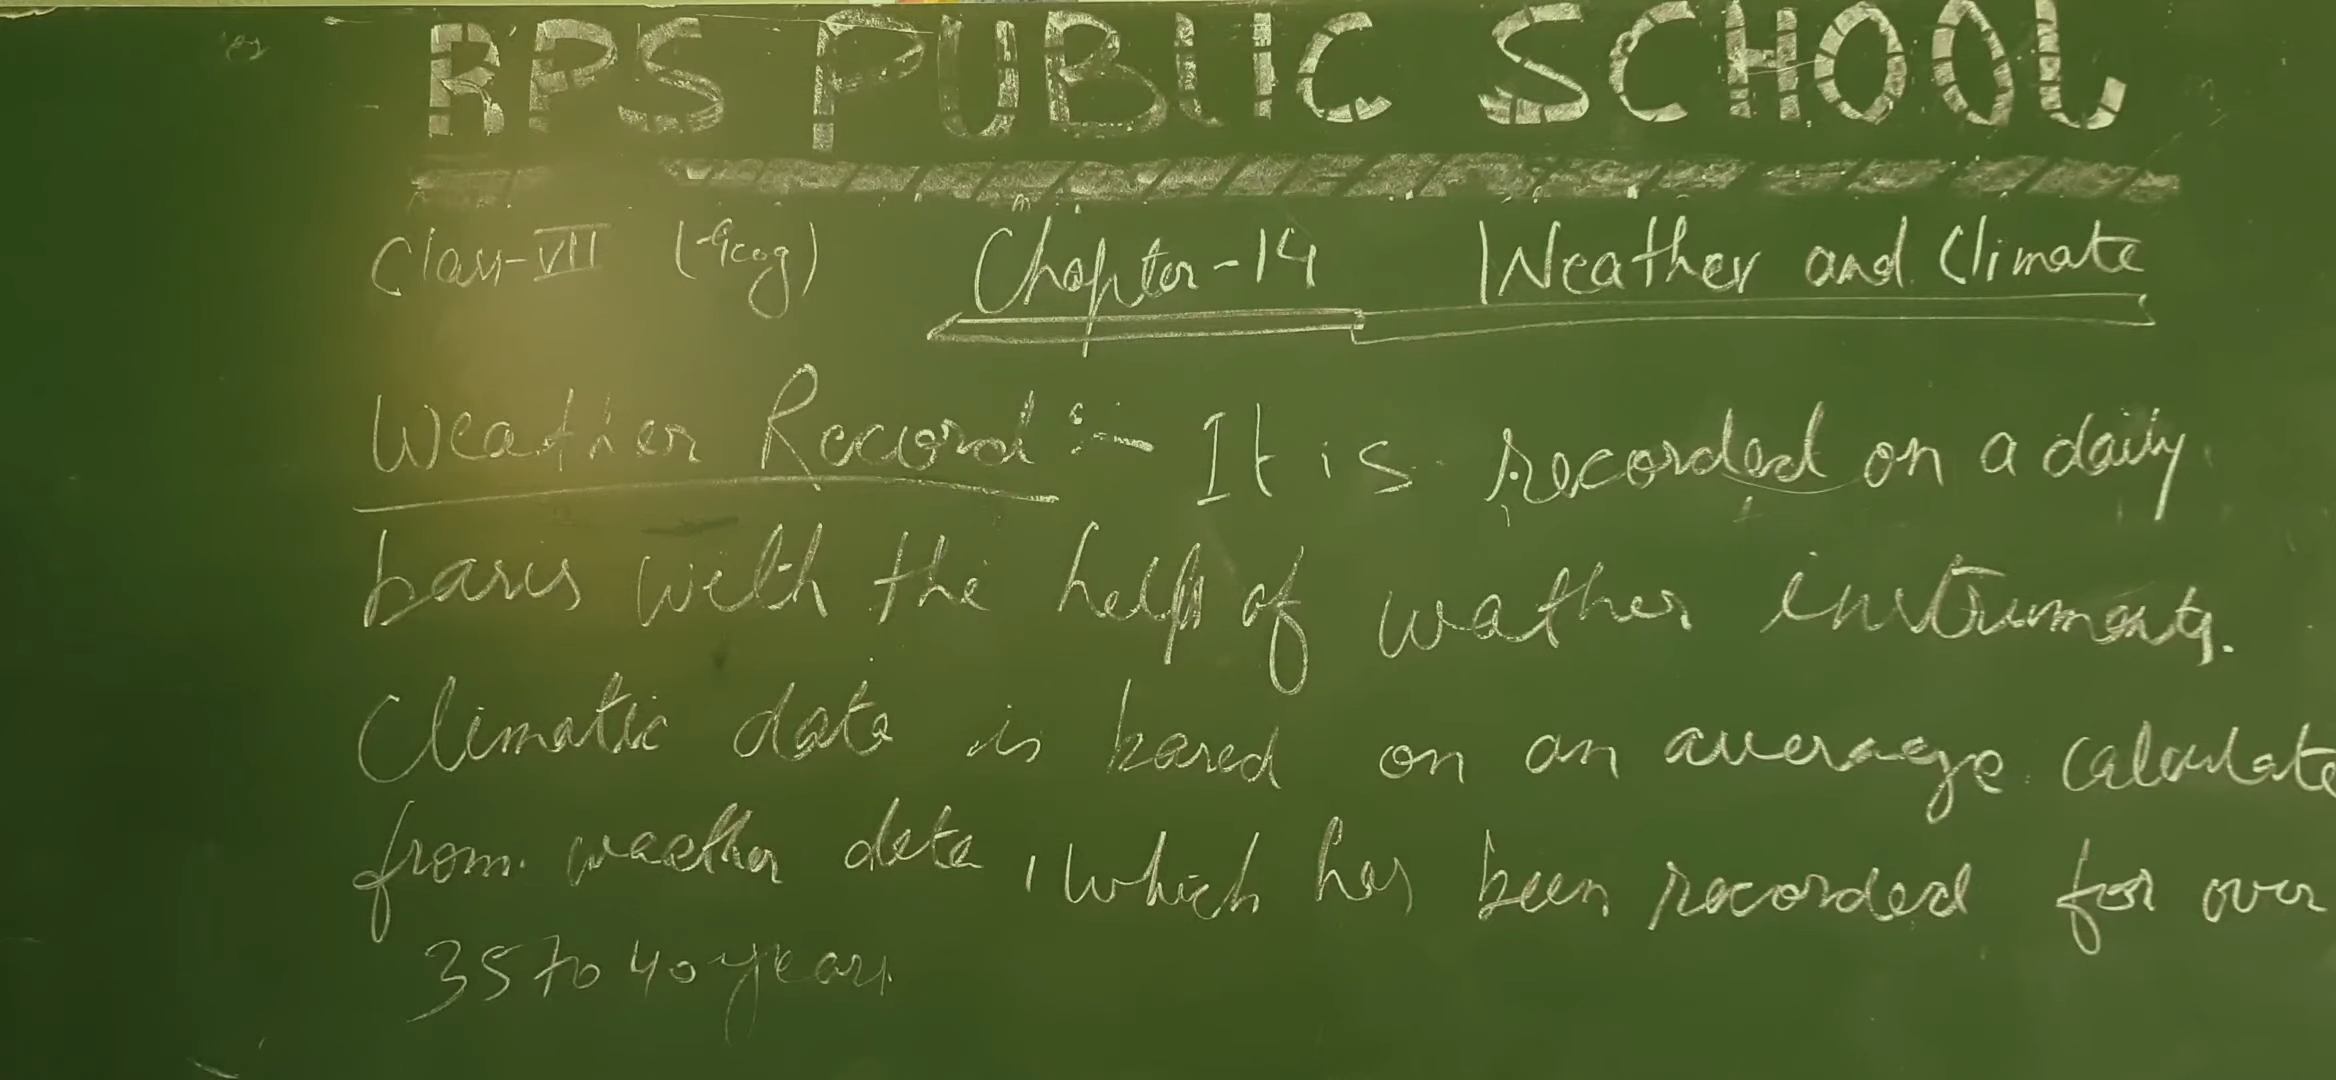 RPS PUBLIC SCHOOL
Class-VII (Geog) Chapter-14 Weather and Climate
Weather Record :- It is recorded on a daily
basis with the help of wather instruments.
Climatic data is based on an average calculate
from weather data, which has been recorded for over
35 to 40 years.